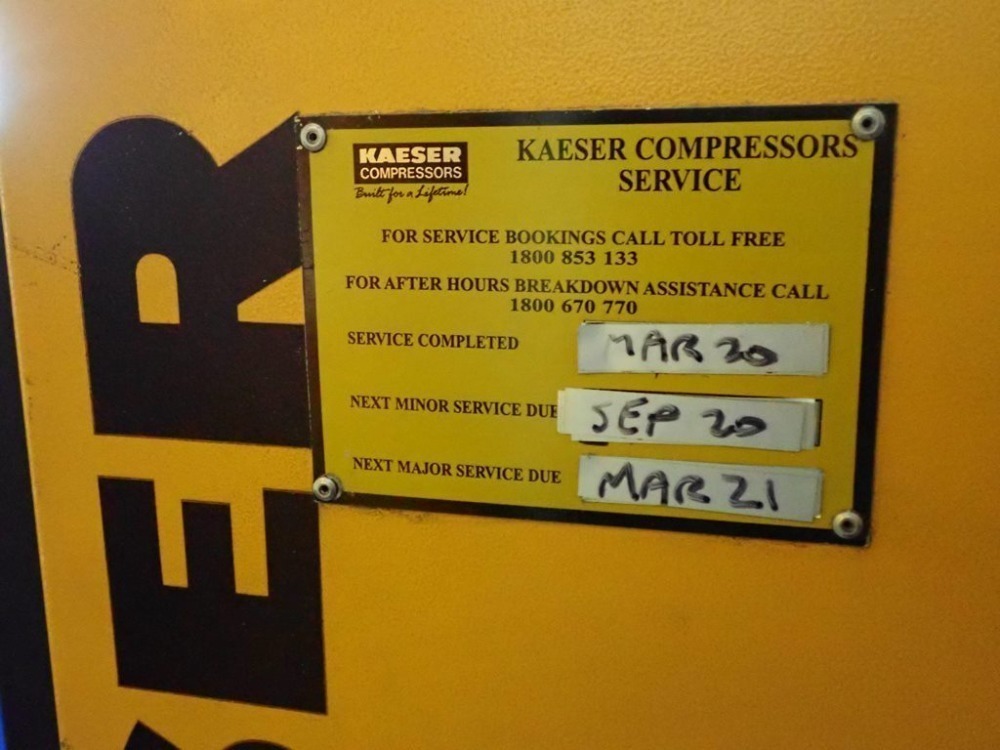 KAESER
COMPRESSORS
Built for a Lifetime!
KAESER COMPRESSORS
SERVICE
FOR SERVICE BOOKINGS CALL TOLL FREE
1800 853 133
FOR AFTER HOURS BREAKDOWN ASSISTANCE CALL
1800 670 770
SERVICE COMPLETED MAR 20
NEXT MINOR SERVICE DUE SEP 20
NEXT MAJOR SERVICE DUE MAR 21
SER